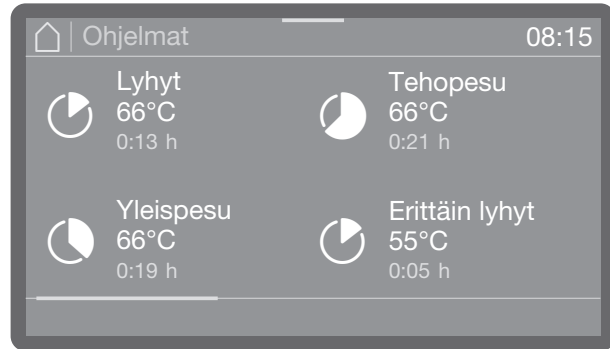 Ohjelmat
08:15
Lyhyt
66°C
0:13 h
Tehopesu
66°C
0:21 h
Yleispesu
66°C
0:19 h
Erittäin lyhyt
55°C
0:05 h